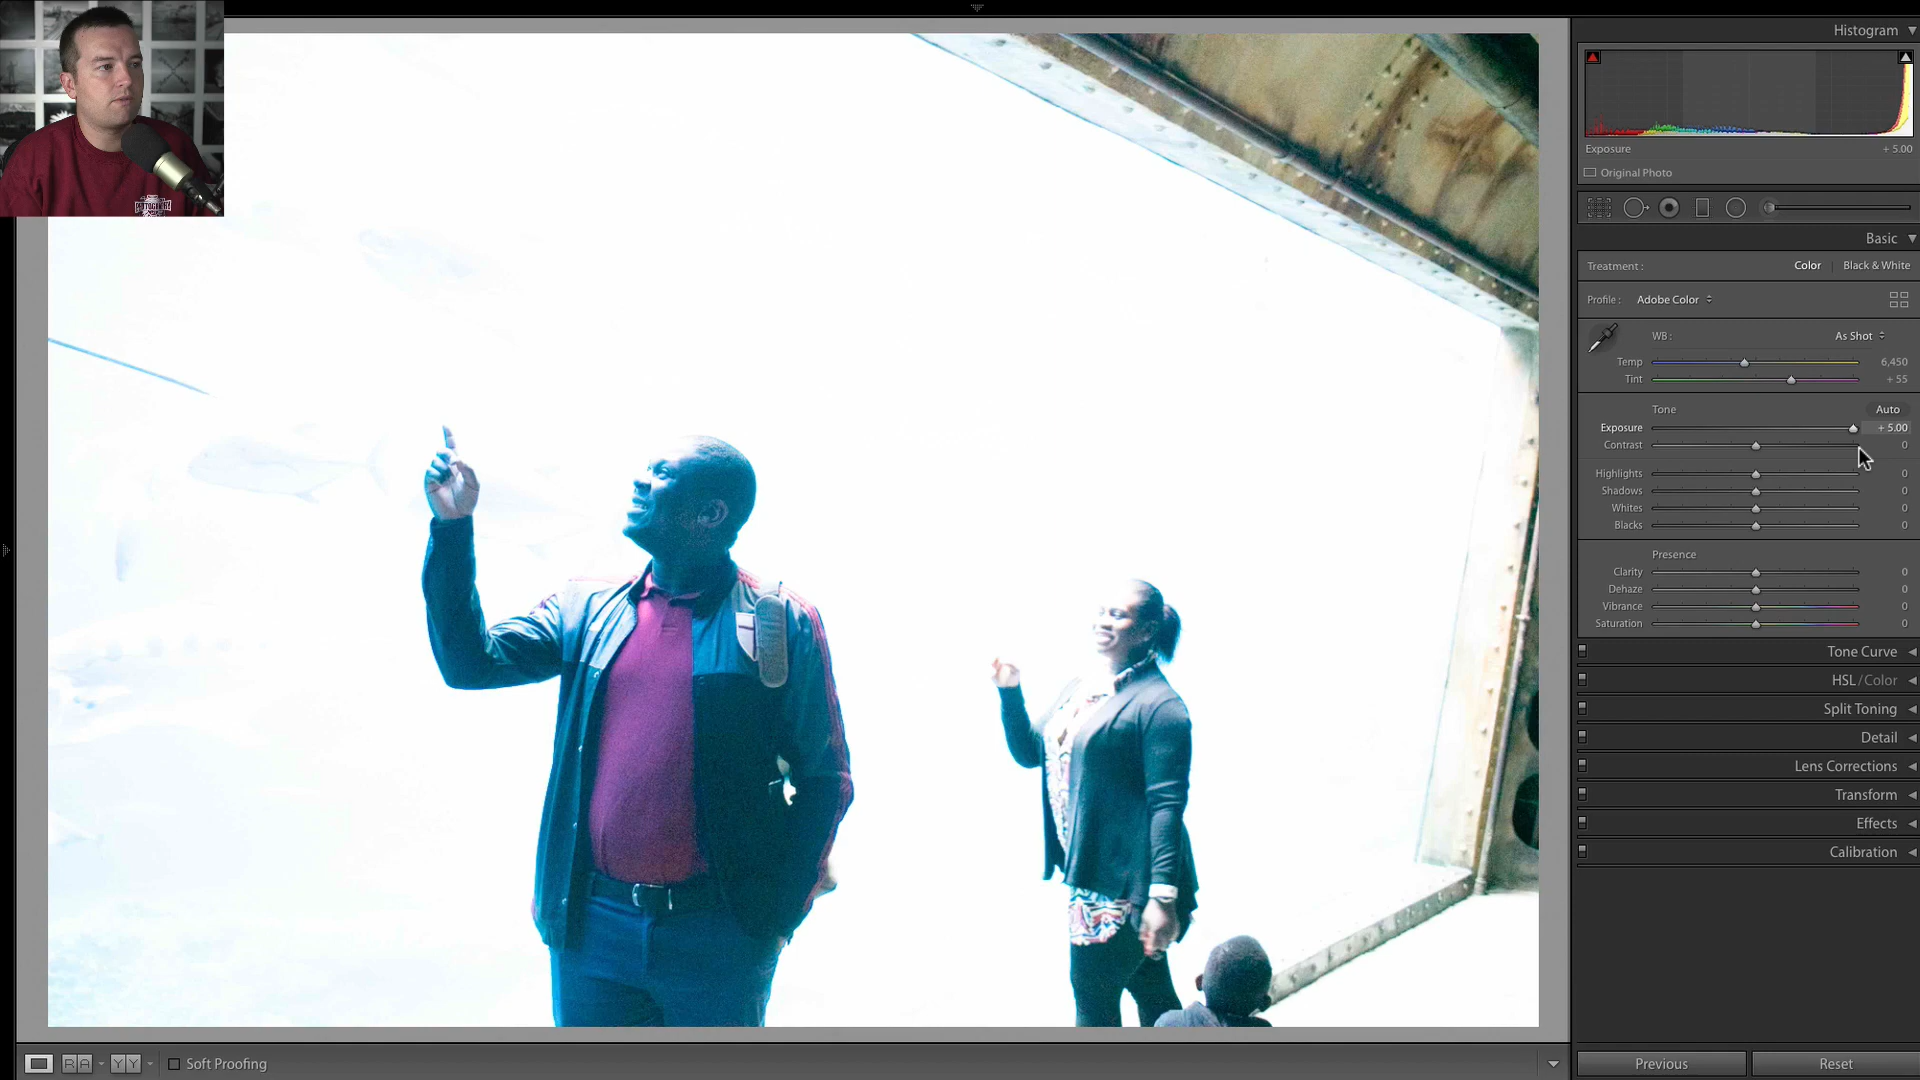 Histogram
Exposure + 5.00
Original Photo
Basic
Treatment : Color Black & White
Profile : Adobe Color
WB : As Shot
Temp 6,450
Tint + 55
Tone Auto
Exposure + 5.00
Contrast 0
Highlights 0
Shadows 0
Whites 0
Blacks 0
Presence
Clarity 0
Dehaze 0
Vibrance 0
Saturation 0
Tone Curve
HSL / Color
Split Toning
Detail
Lens Corrections
Transform
Effects
Calibration
R A Y Y Soft Proofing
Previous Reset